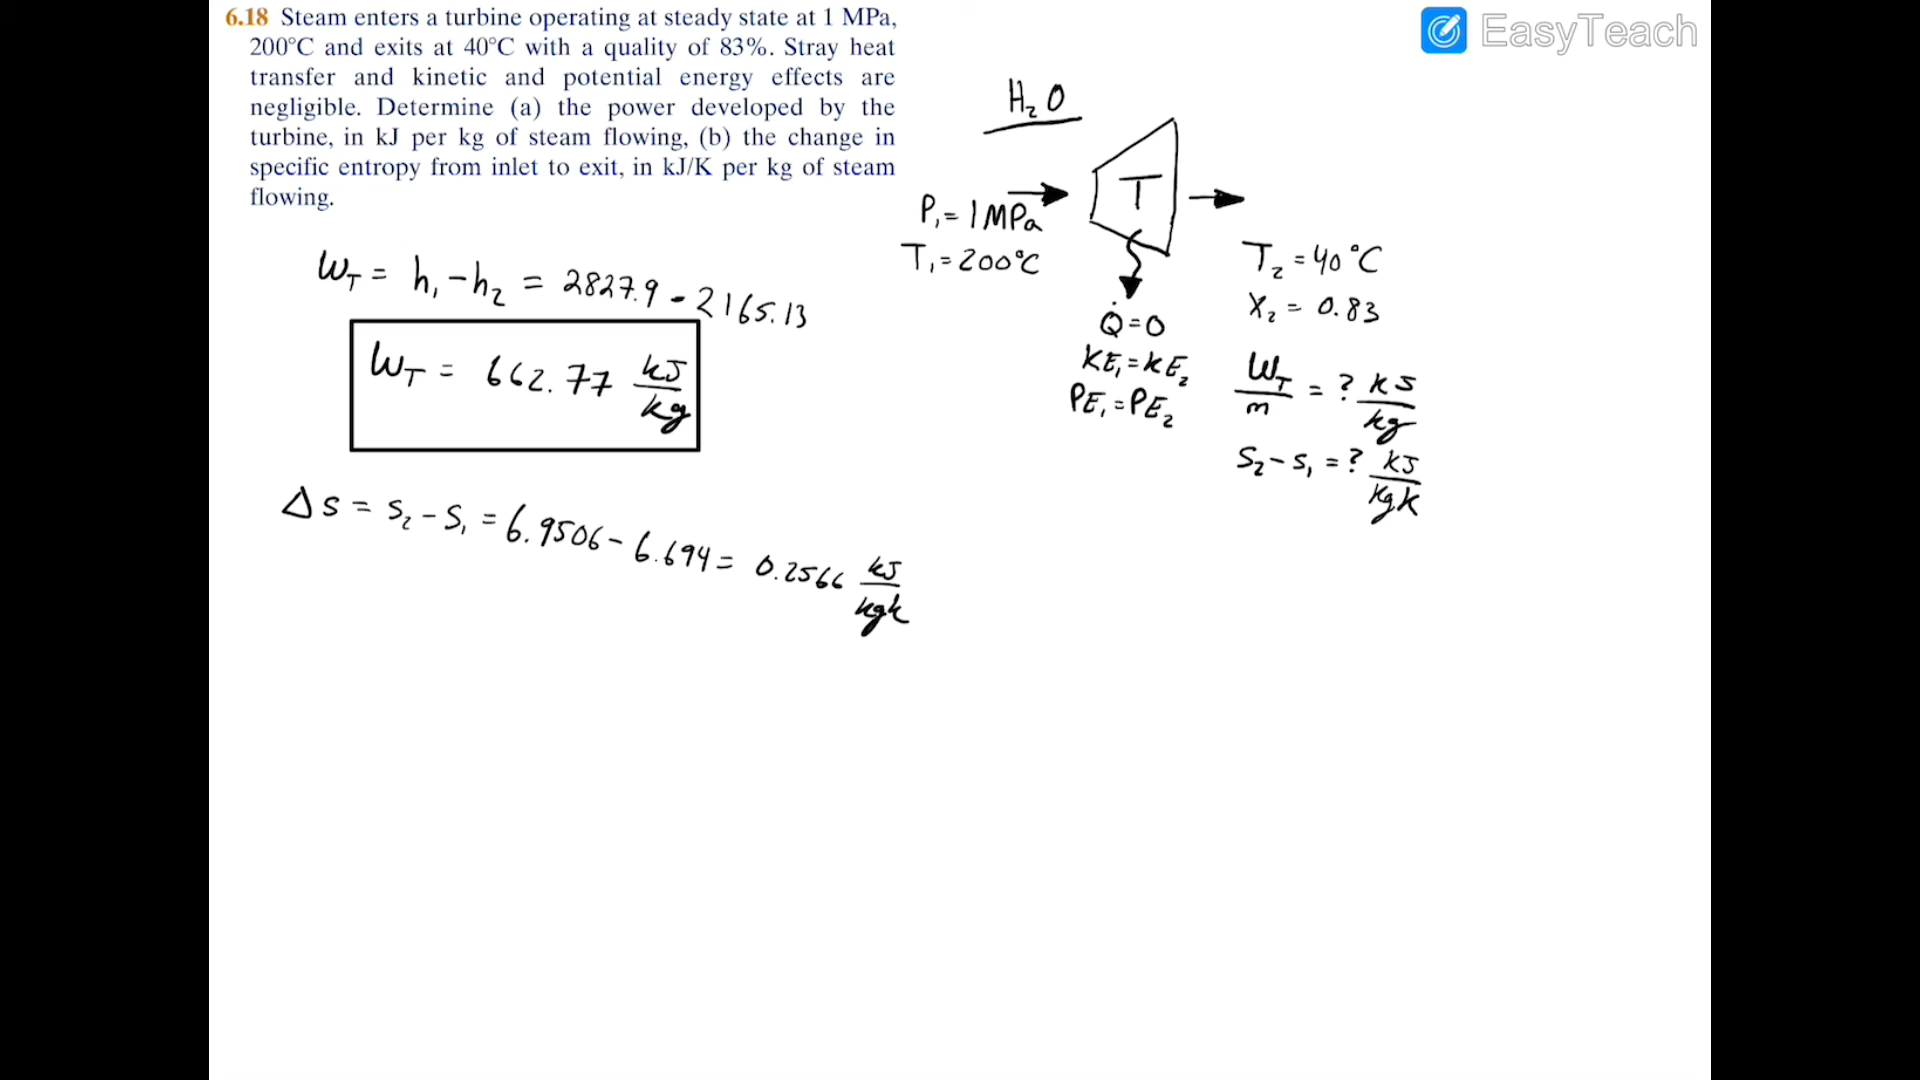 6.18 Steam enters a turbine operating at steady state at 1 MPa,
200°C and exits at 40°C with a quality of 83%. Stray heat
transfer and kinetic and potential energy effects are
negligible. Determine (a) the power developed by the
turbine, in kJ per kg of steam flowing, (b) the change in
specific entropy from inlet to exit, in kJ/K per kg of steam
flowing.
EasyTeach
H₂O
T
P₁ = 1 MPa
T₁ = 200°C
T₂ = 40°C
X₂ = 0.83
Q̇ = 0
KE₁ = KE₂
PE₁ = PE₂
W_T/m = ? kJ/kg
S₂ - S₁ = ? kJ/kgK
W_T = h₁ - h₂ = 2827.9 - 2165.13
W_T = 662.77 kJ/kg
Δs = s₂ - s₁ = 6.9506 - 6.694 = 0.2566 kJ/kgK